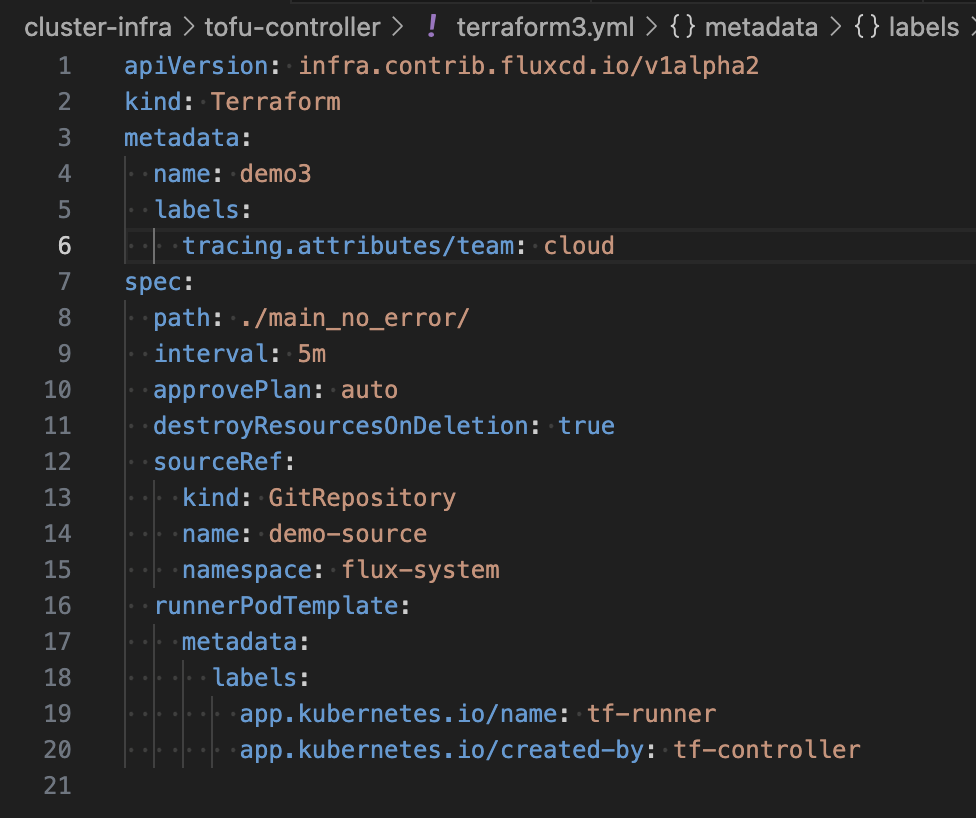 cluster-infra > tofu-controller > ! terraform3.yml > {} metadata > {} labels >
1 apiVersion: infra.contrib.fluxcd.io/v1alpha2
2 kind: Terraform
3 metadata:
4   name: demo3
5   labels:
6     tracing.attributes/team: cloud
7 spec:
8   path: ./main_no_error/
9   interval: 5m
10   approvePlan: auto
11   destroyResourcesOnDeletion: true
12   sourceRef:
13     kind: GitRepository
14     name: demo-source
15     namespace: flux-system
16   runnerPodTemplate:
17     metadata:
18       labels:
19         app.kubernetes.io/name: tf-runner
20         app.kubernetes.io/created-by: tf-controller
21